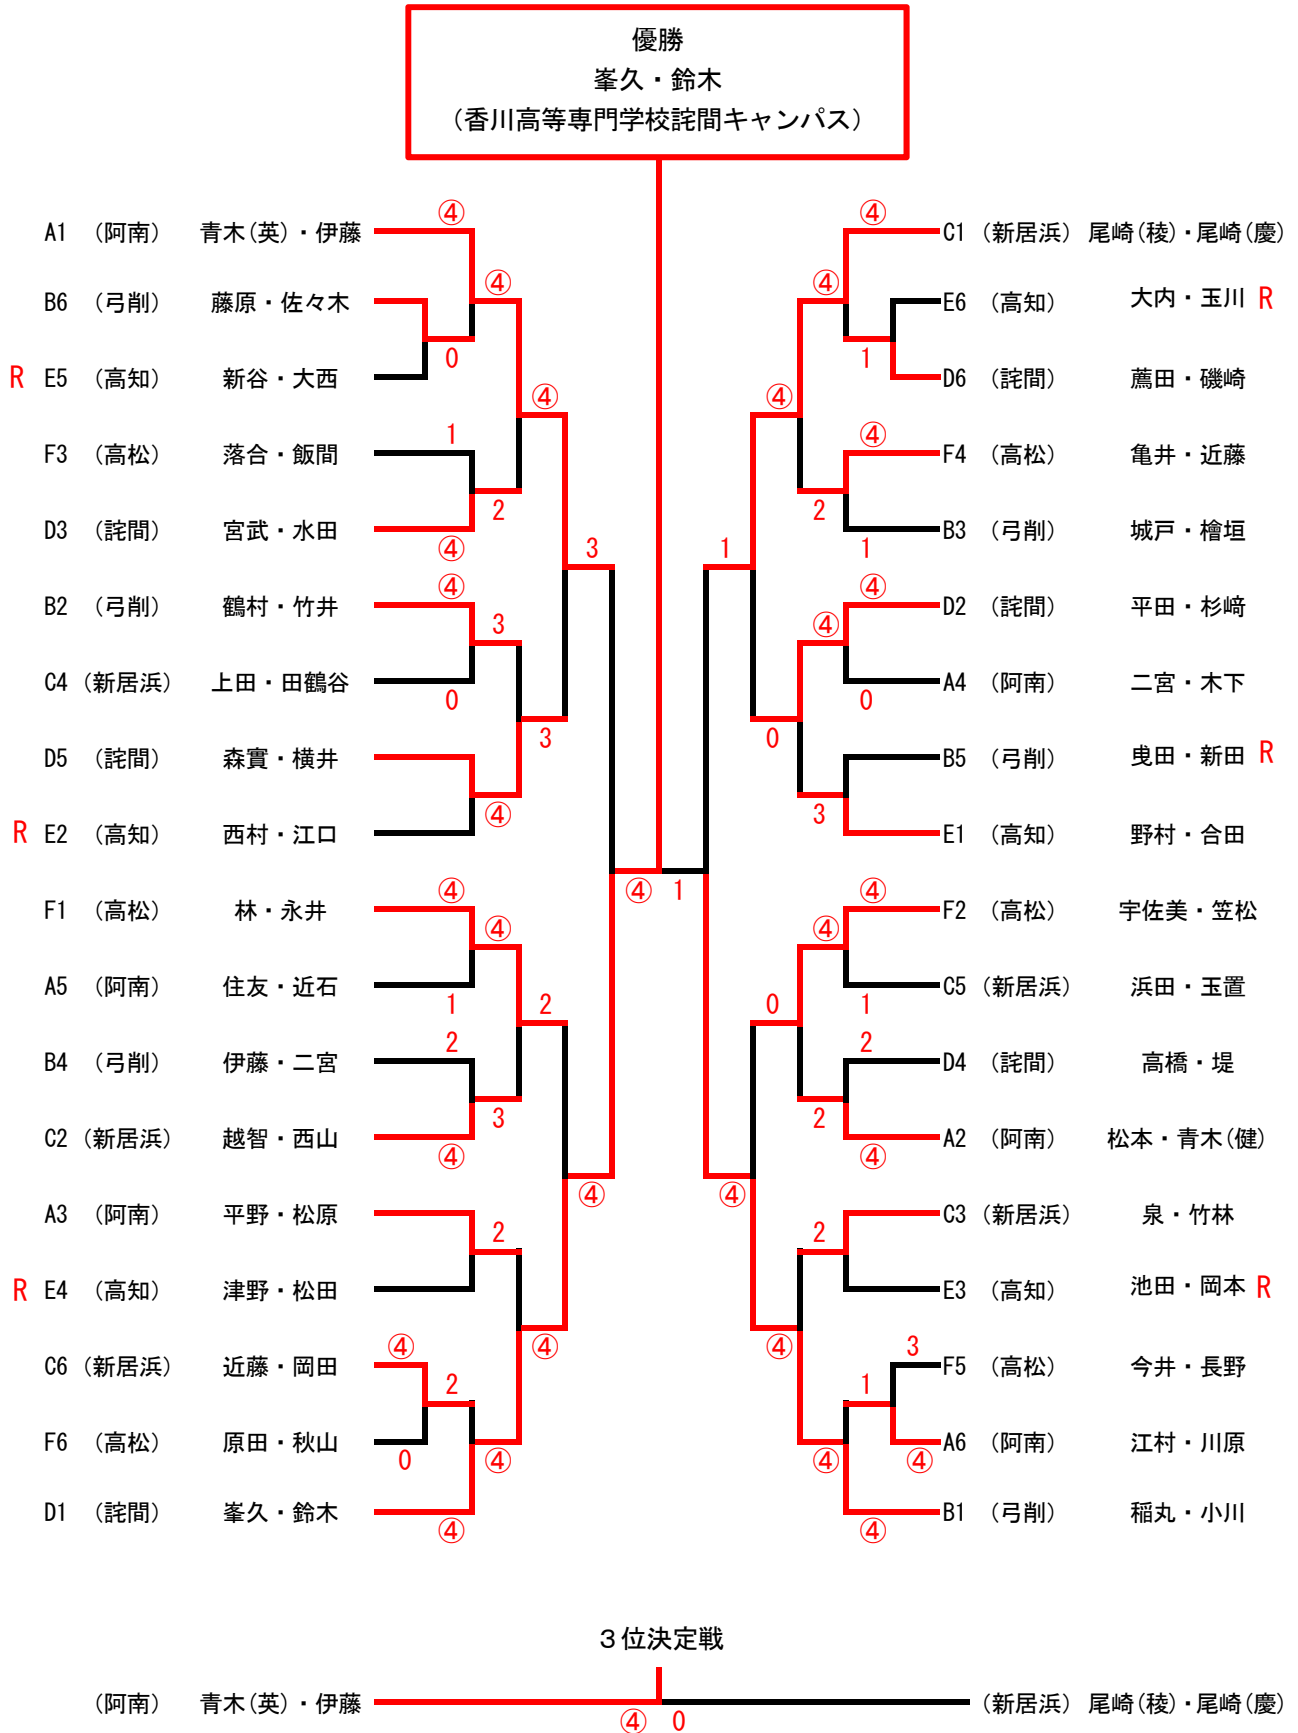 優勝
峯久・鈴木
(香川高等専門学校詫間キャンパス)
A1 (阿南) 青木(英)・伊藤 ④
B6 (弓削) 藤原・佐々木 ④
0
R E5 (高知) 新谷・大西
④
F3 (高松) 落合・飯間 1
2
D3 (詫間) 宮武・水田 ④
3
B2 (弓削) 鶴村・竹井 ④
3
C4 (新居浜) 上田・田鶴谷 0
3
D5 (詫間) 森實・横井
④
R E2 (高知) 西村・江口
F1 (高松) 林・永井 ④
④
A5 (阿南) 住友・近石 1
2
B4 (弓削) 伊藤・二宮 2
3
C2 (新居浜) 越智・西山 ④
④
A3 (阿南) 平野・松原
2
R E4 (高知) 津野・松田
④
C6 (新居浜) 近藤・岡田 ④
2
F6 (高松) 原田・秋山 0
④
D1 (詫間) 峯久・鈴木 ④
④ 1
④ C1 (新居浜) 尾崎(稜)・尾崎(慶)
④ E6 (高知) 大内・玉川 R
1
D6 (詫間) 薦田・磯崎
④
④ F4 (高松) 亀井・近藤
2
1 B3 (弓削) 城戸・檜垣
1
④ D2 (詫間) 平田・杉﨑
④
0 A4 (阿南) 二宮・木下
0
B5 (弓削) 曵田・新田 R
3
E1 (高知) 野村・合田
④ F2 (高松) 宇佐美・笠松
④
1 C5 (新居浜) 浜田・玉置
0
2 D4 (詫間) 高橋・堤
2
④ A2 (阿南) 松本・青木(健)
④
C3 (新居浜) 泉・竹林
2
E3 (高知) 池田・岡本 R
④
3 F5 (高松) 今井・長野
1
④ A6 (阿南) 江村・川原
④
④ B1 (弓削) 稲丸・小川
3位決定戦
(阿南) 青木(英)・伊藤 (新居浜) 尾崎(稜)・尾崎(慶)
④ 0